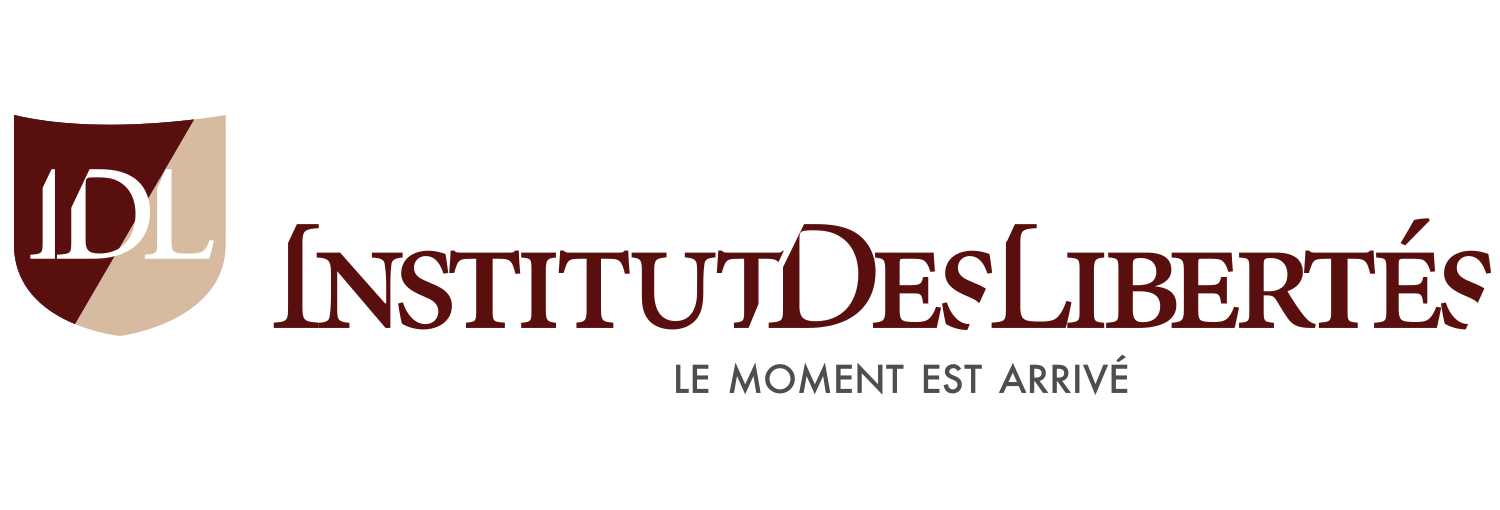 IDL
INSTITUTDESLIBERTÉS
LE MOMENT EST ARRIVÉ